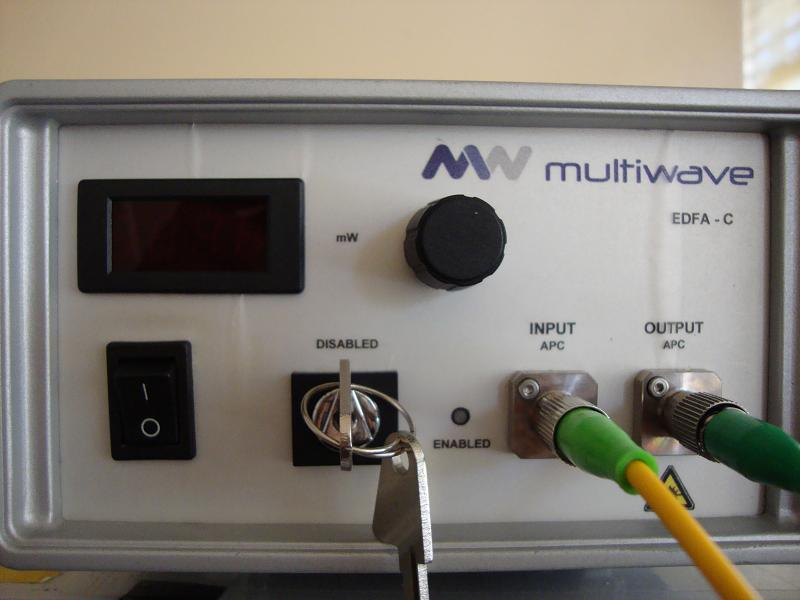 MW multiwave
EDFA - C
mW
INPUT
APC
OUTPUT
APC
DISABLED
ENABLED
I
O